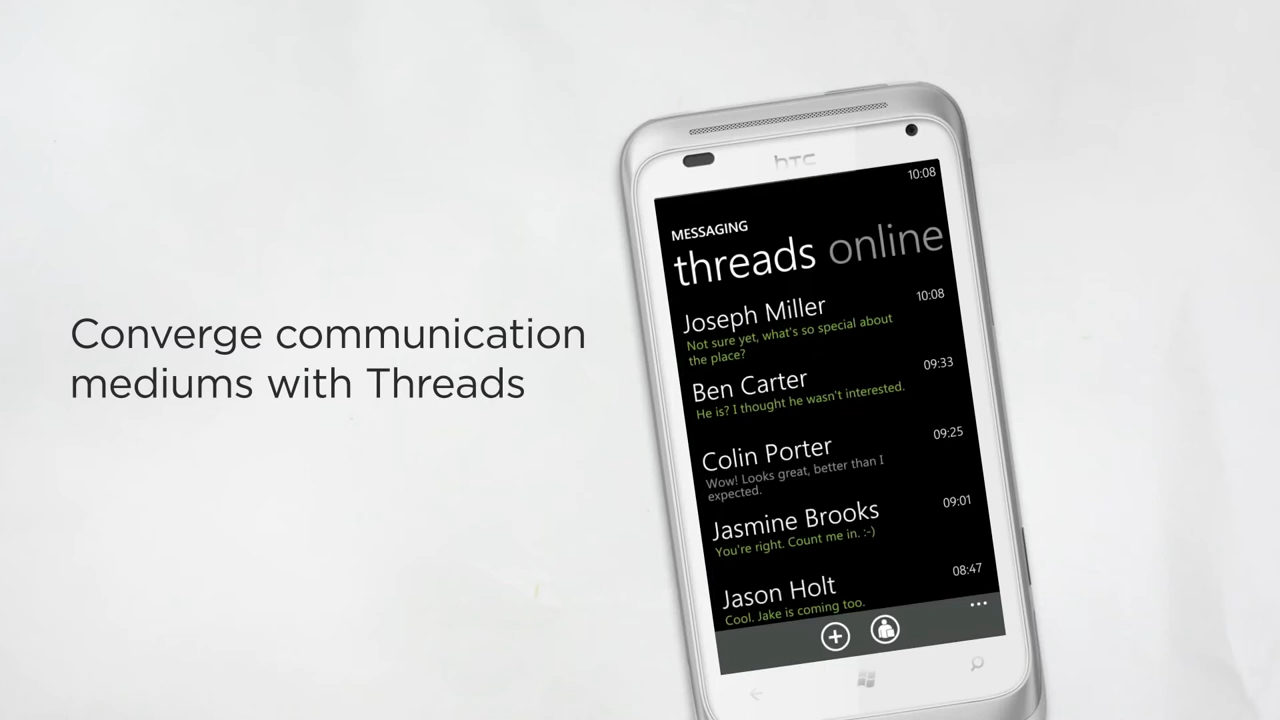 Converge communication
mediums with Threads
hTC
10:08
MESSAGING
threads online
Joseph Miller 10:08
Not sure yet, what's so special about
the place?
Ben Carter 09:33
He is? I thought he wasn't interested.
Colin Porter 09:25
Wow! Looks great, better than I
expected.
Jasmine Brooks 09:01
You're right. Count me in. :-)
Jason Holt 08:47
Cool. Jake is coming too.